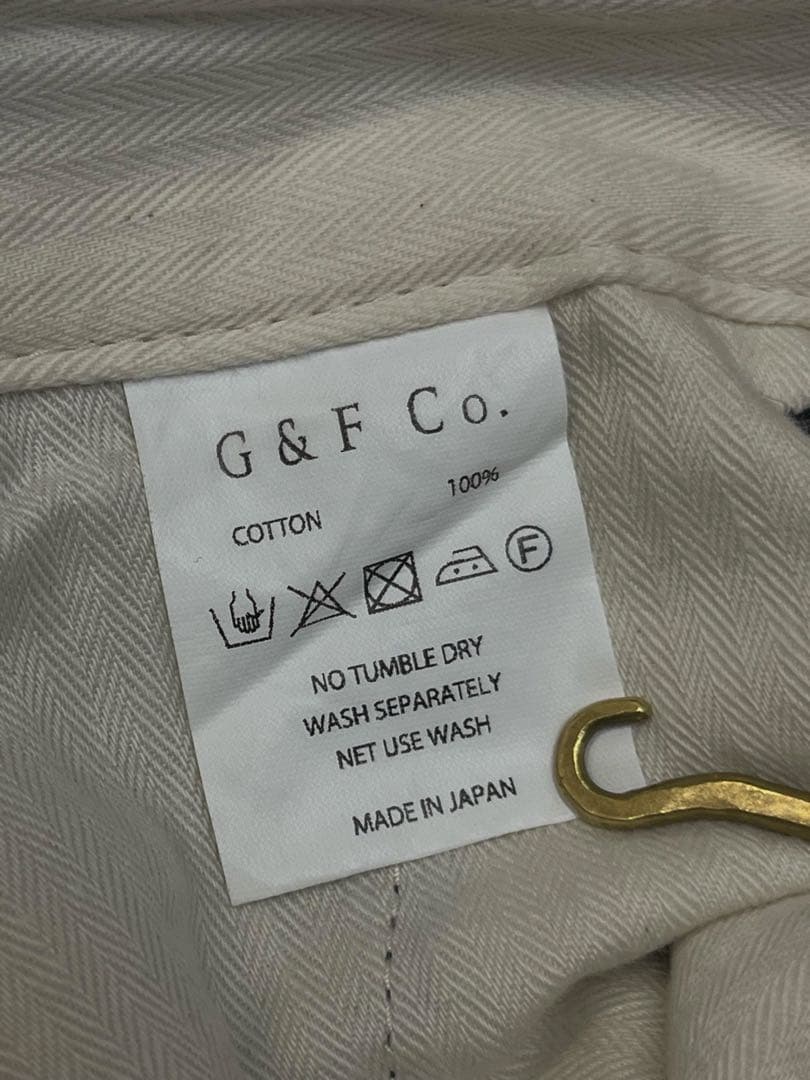 G & F Co.
COTTON 100%
F
NO TUMBLE DRY
WASH SEPARATELY
NET USE WASH
MADE IN JAPAN